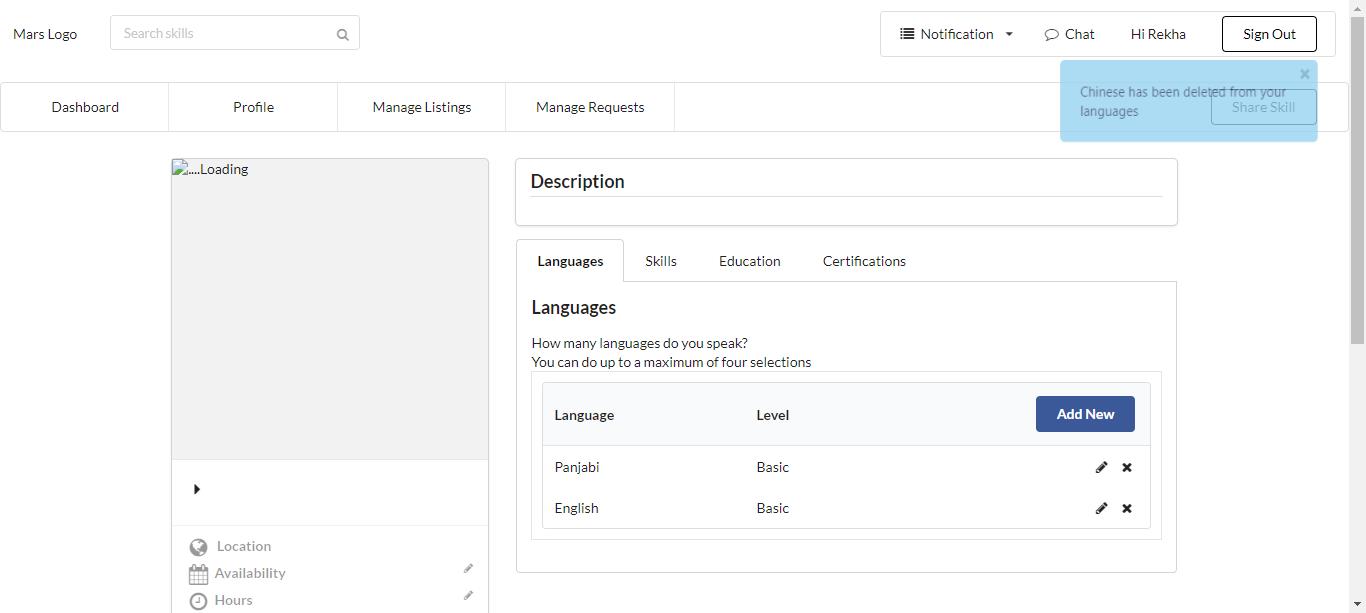 Mars Logo
Search skills
Notification
Chat
Hi Rekha
Sign Out
Chinese has been deleted from your
languages
Dashboard
Profile
Manage Listings
Manage Requests
Share Skill
....Loading
Description
Languages
Skills
Education
Certifications
Languages
How many languages do you speak?
You can do up to a maximum of four selections
Language
Level
Add New
Panjabi
Basic
English
Basic
Location
Availability
Hours